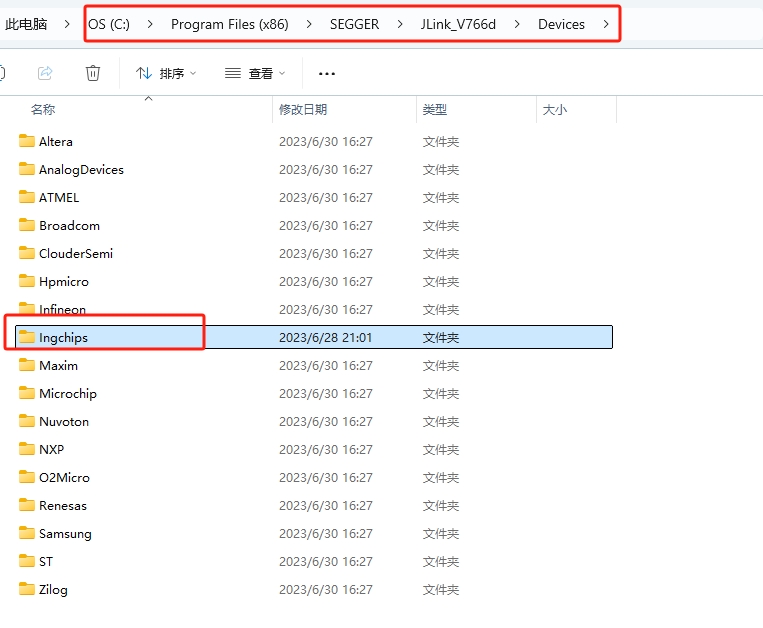 此电脑 > OS (C:) > Program Files (x86) > SEGGER > JLink_V766d > Devices >
排序 查看 ...
名称 修改日期 类型 大小
Altera 2023/6/30 16:27 文件夹
AnalogDevices 2023/6/30 16:27 文件夹
ATMEL 2023/6/30 16:27 文件夹
Broadcom 2023/6/30 16:27 文件夹
ClouderSemi 2023/6/30 16:27 文件夹
Hpmicro 2023/6/30 16:27 文件夹
Infineon 2023/6/30 16:27 文件夹
Ingchips 2023/6/28 21:01 文件夹
Maxim 2023/6/30 16:27 文件夹
Microchip 2023/6/30 16:27 文件夹
Nuvoton 2023/6/30 16:27 文件夹
NXP 2023/6/30 16:27 文件夹
O2Micro 2023/6/30 16:27 文件夹
Renesas 2023/6/30 16:27 文件夹
Samsung 2023/6/30 16:27 文件夹
ST 2023/6/30 16:27 文件夹
Zilog 2023/6/30 16:27 文件夹